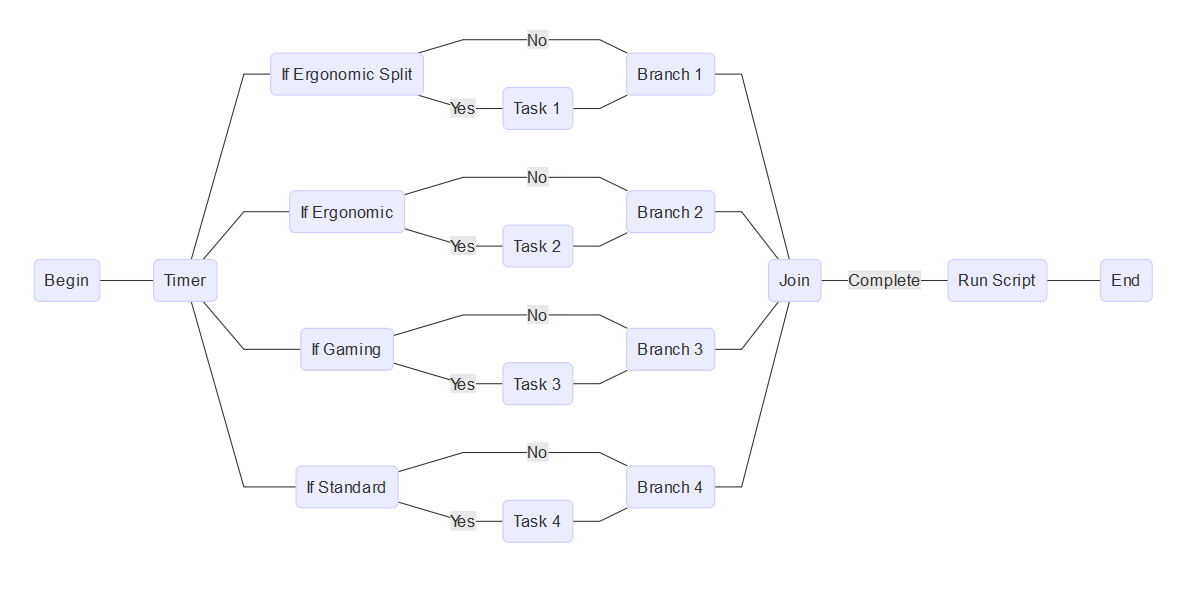 Begin
Timer
If Ergonomic Split
No
Yes
Task 1
Branch 1
If Ergonomic
No
Yes
Task 2
Branch 2
If Gaming
No
Yes
Task 3
Branch 3
If Standard
No
Yes
Task 4
Branch 4
Join
Complete
Run Script
End